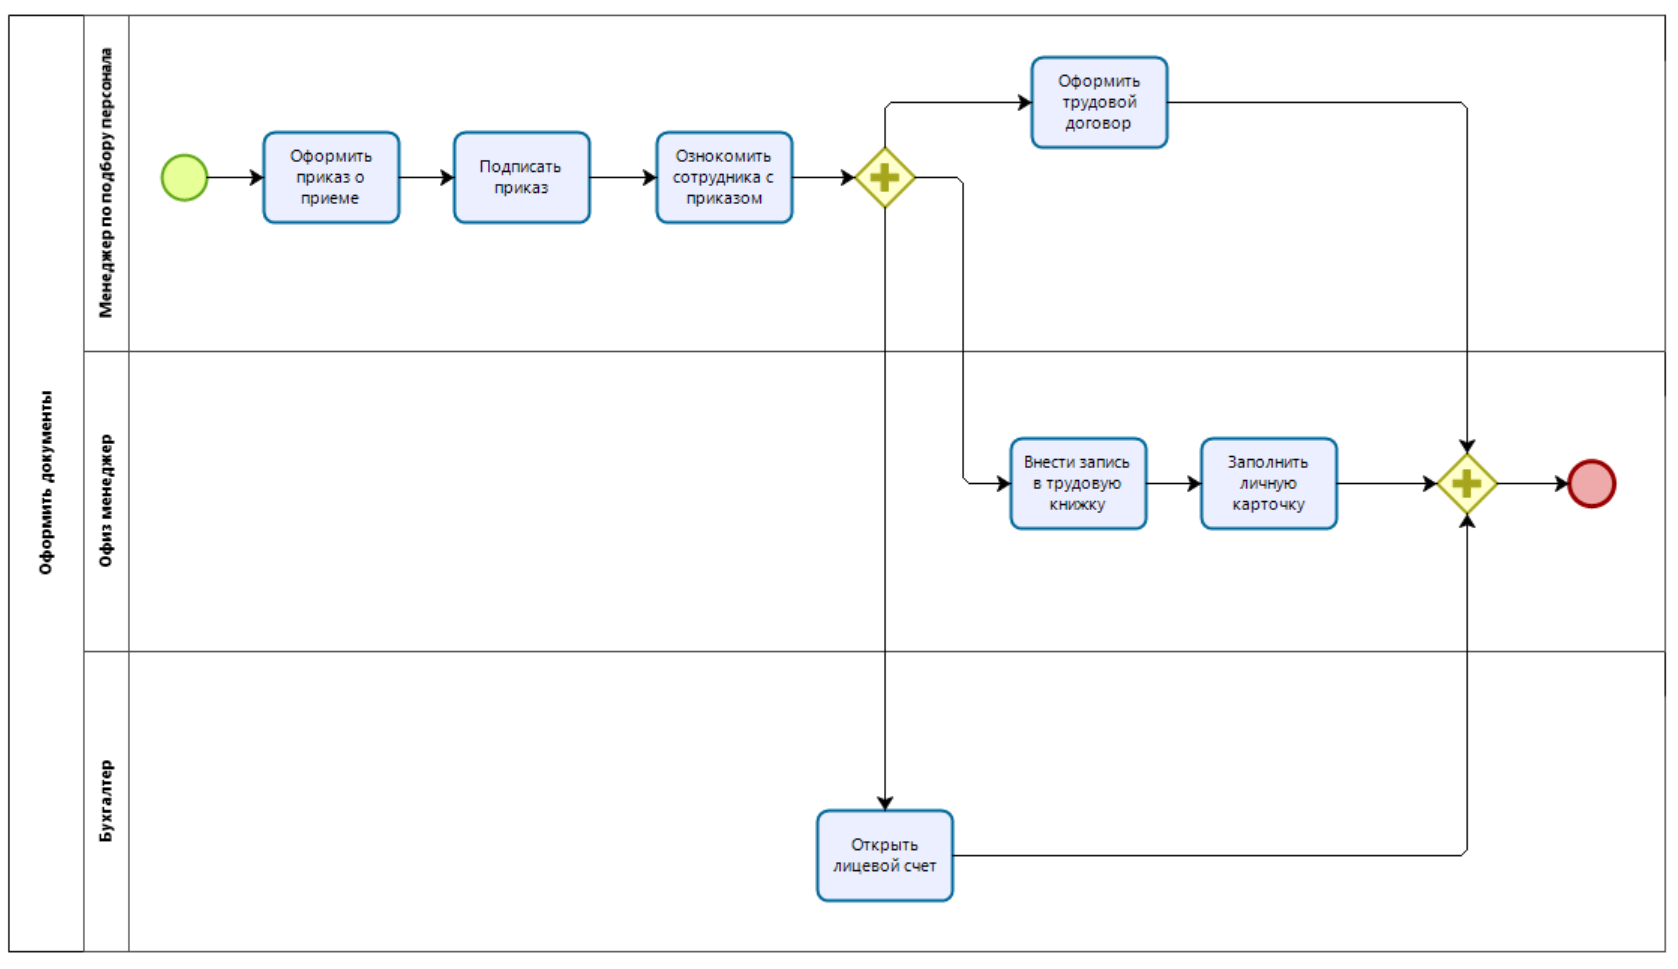 Оформить документы
Менеджер по подбору персонала
Оформить
приказ о
приеме
Подписать
приказ
Ознокомить
сотрудника с
приказом
Оформить
трудовой
договор
Офиз менеджер
Внести запись
в трудовую
книжку
Заполнить
личную
карточку
Бухгалтер
Открыть
лицевой счет